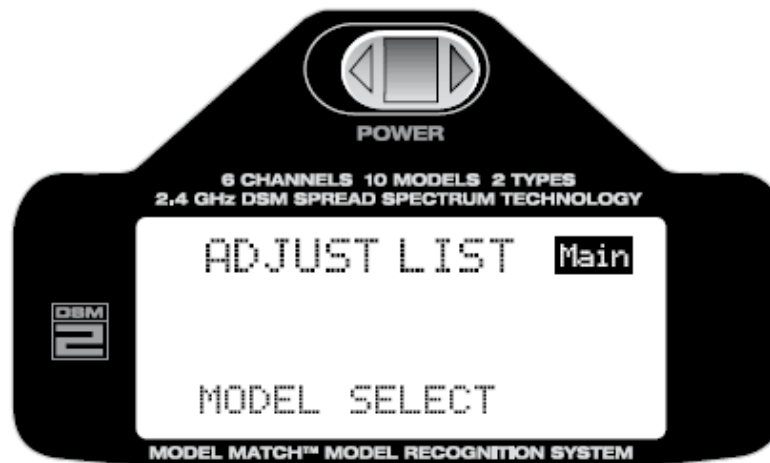 POWER
6 CHANNELS 10 MODELS 2 TYPES
2.4 GHz DSM SPREAD SPECTRUM TECHNOLOGY
ADJUST LIST Main
DSM
2
MODEL SELECT
MODEL MATCH™ MODEL RECOGNITION SYSTEM